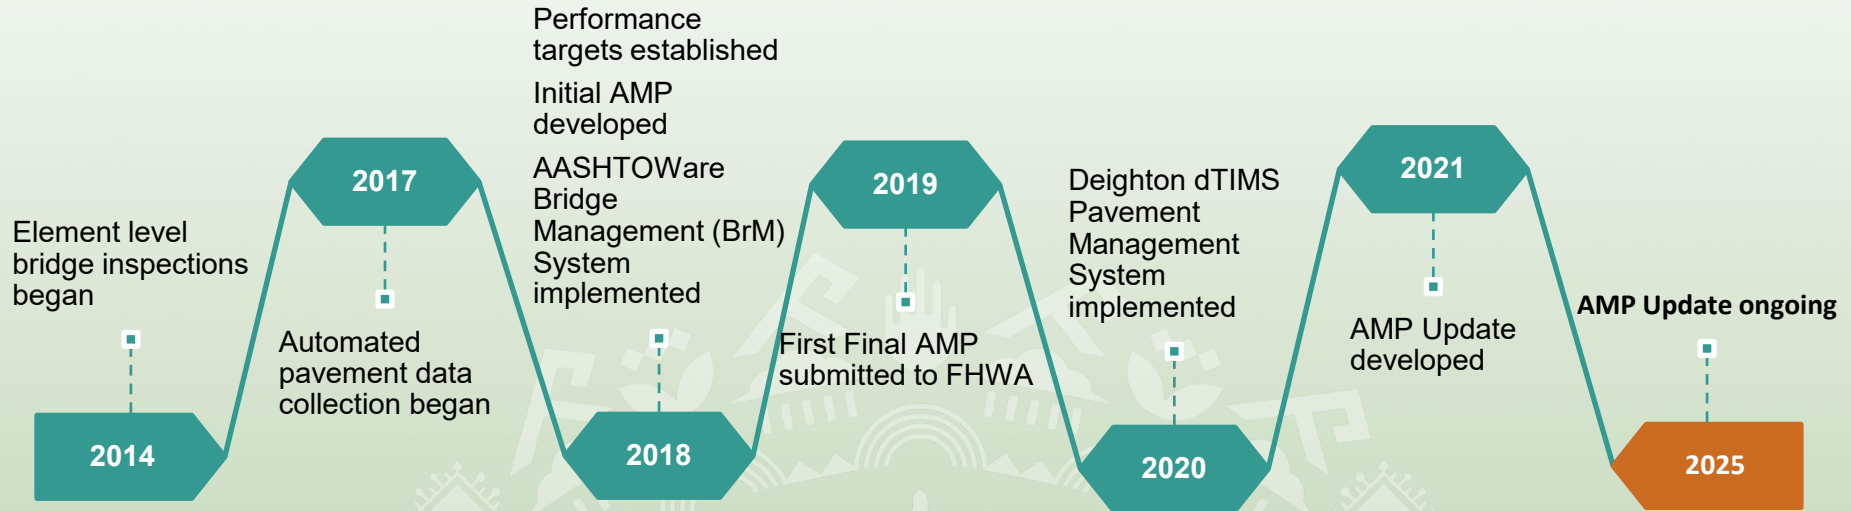 2014
Element level
bridge inspections
began
2017
Automated
pavement data
collection began
2018
Performance
targets established
Initial AMP
developed
AASHTOWare
Bridge
Management (BrM)
System
implemented
2019
First Final AMP
submitted to FHWA
2020
Deighton dTIMS
Pavement
Management
System
implemented
2021
AMP Update
developed
2025
AMP Update ongoing